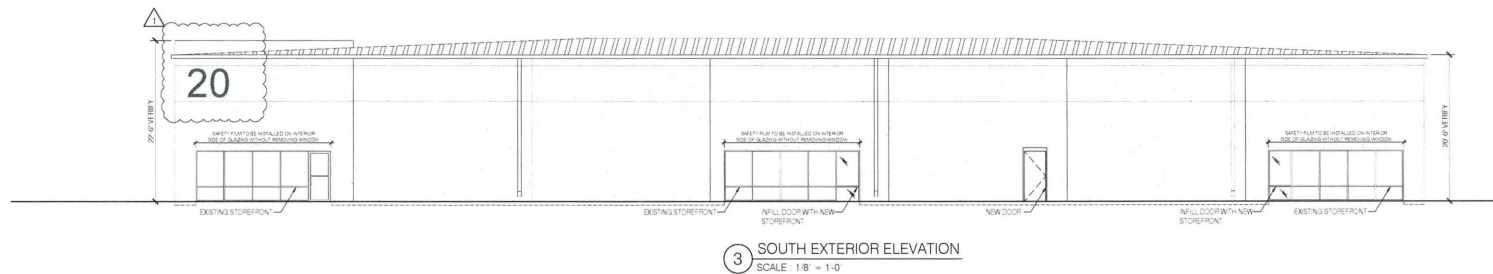 1
20
22'-6" VERIFY
20'-6" VERIFY
SAFETY FILM TO BE INSTALLED ON INTERIOR
SIDE OF GLAZING WITHOUT REMOVING WINDOW
SAFETY FILM TO BE INSTALLED ON INTERIOR
SIDE OF GLAZING WITHOUT REMOVING WINDOW
SAFETY FILM TO BE INSTALLED ON INTERIOR
SIDE OF GLAZING WITHOUT REMOVING WINDOW
EXISTING STOREFRONT
EXISTING STOREFRONT
INFILL DOOR WITH NEW
STOREFRONT
NEW DOOR
INFILL DOOR WITH NEW
STOREFRONT
EXISTING STOREFRONT
3 SOUTH EXTERIOR ELEVATION
SCALE : 1/8" = 1'-0"